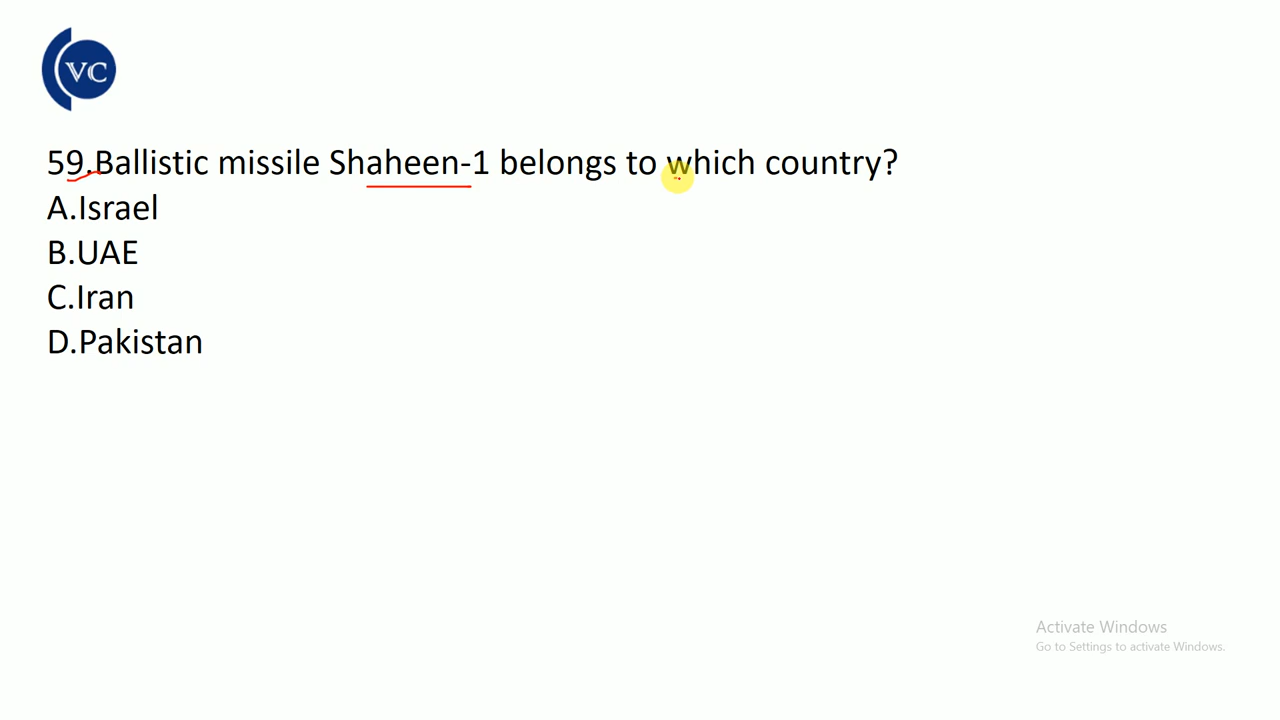 VC
59.Ballistic missile Shaheen-1 belongs to which country?
A.Israel
B.UAE
C.Iran
D.Pakistan
Activate Windows
Go to Settings to activate Windows.